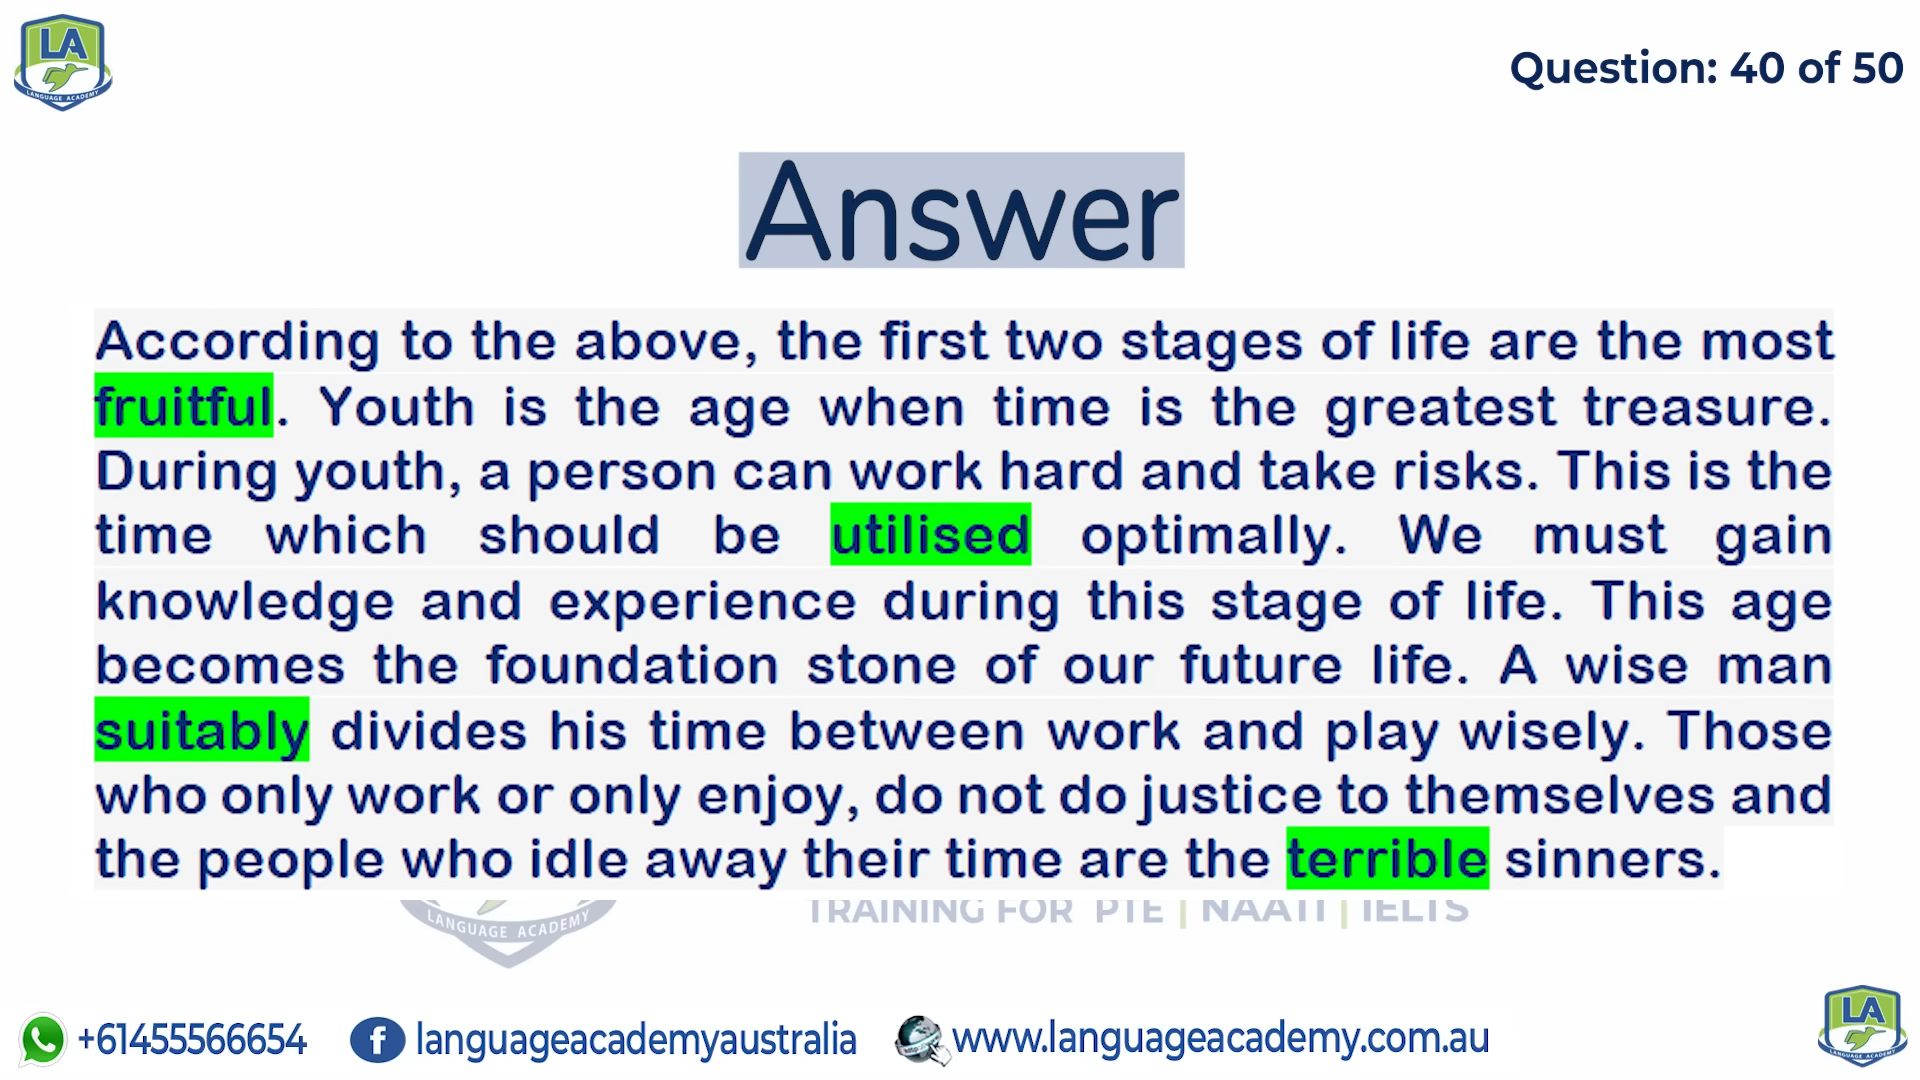 LA
LANGUAGE ACADEMY
Question: 40 of 50
Answer
According to the above, the first two stages of life are the most
fruitful. Youth is the age when time is the greatest treasure.
During youth, a person can work hard and take risks. This is the
time which should be utilised optimally. We must gain
knowledge and experience during this stage of life. This age
becomes the foundation stone of our future life. A wise man
suitably divides his time between work and play wisely. Those
who only work or only enjoy, do not do justice to themselves and
the people who idle away their time are the terrible sinners.
LANGUAGE ACADEMY
TRAINING FOR PTE | NAATI | IELTS
+61455566654
f languageacademyaustralia
www.languageacademy.com.au
LA
LANGUAGE ACADEMY